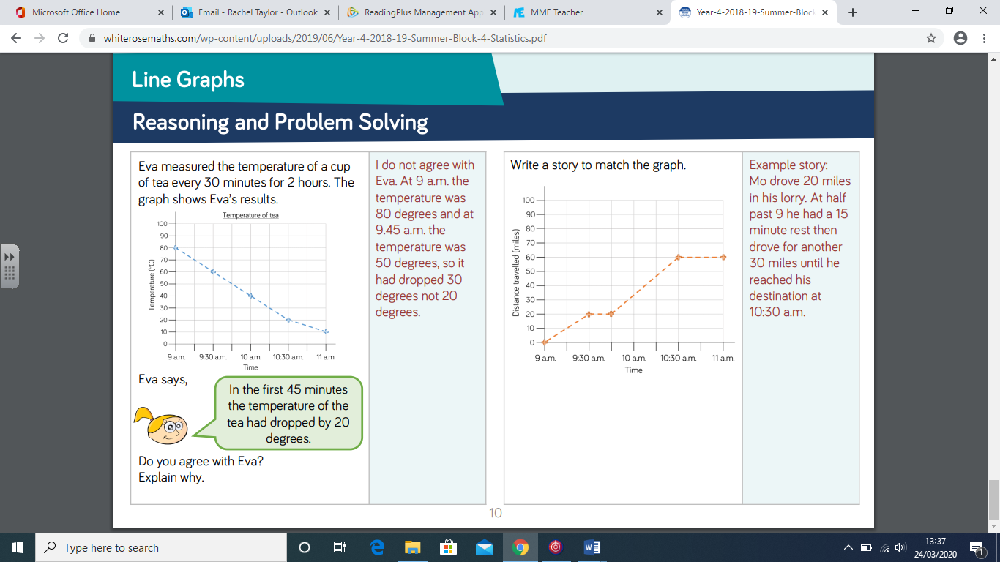 Microsoft Office Home
Email - Rachel Taylor - Outlook
ReadingPlus Management App
MME Teacher
Year-4-2018-19-Summer-Block
whiterosemaths.com/wp-content/uploads/2019/06/Year-4-2018-19-Summer-Block-4-Statistics.pdf
Line Graphs
Reasoning and Problem Solving
Eva measured the temperature of a cup
of tea every 30 minutes for 2 hours. The
graph shows Eva's results.
Temperature of tea
100
90
80
70
60
50
40
30
20
10
0
Temperature (°C)
9 a.m. 9:30 a.m. 10 a.m. 10:30 a.m. 11 a.m.
Time
Eva says,
In the first 45 minutes
the temperature of the
tea had dropped by 20
degrees.
Do you agree with Eva?
Explain why.
I do not agree with
Eva. At 9 a.m. the
temperature was
80 degrees and at
9.45 a.m. the
temperature was
50 degrees, so it
had dropped 30
degrees not 20
degrees.
Write a story to match the graph.
100
90
80
70
60
50
40
30
20
10
0
Distance travelled (miles)
9 a.m. 9:30 a.m. 10 a.m. 10:30 a.m. 11 a.m.
Time
Example story:
Mo drove 20 miles
in his lorry. At half
past 9 he had a 15
minute rest then
drove for another
30 miles until he
reached his
destination at
10:30 a.m.
10
Type here to search
13:37
24/03/2020
1